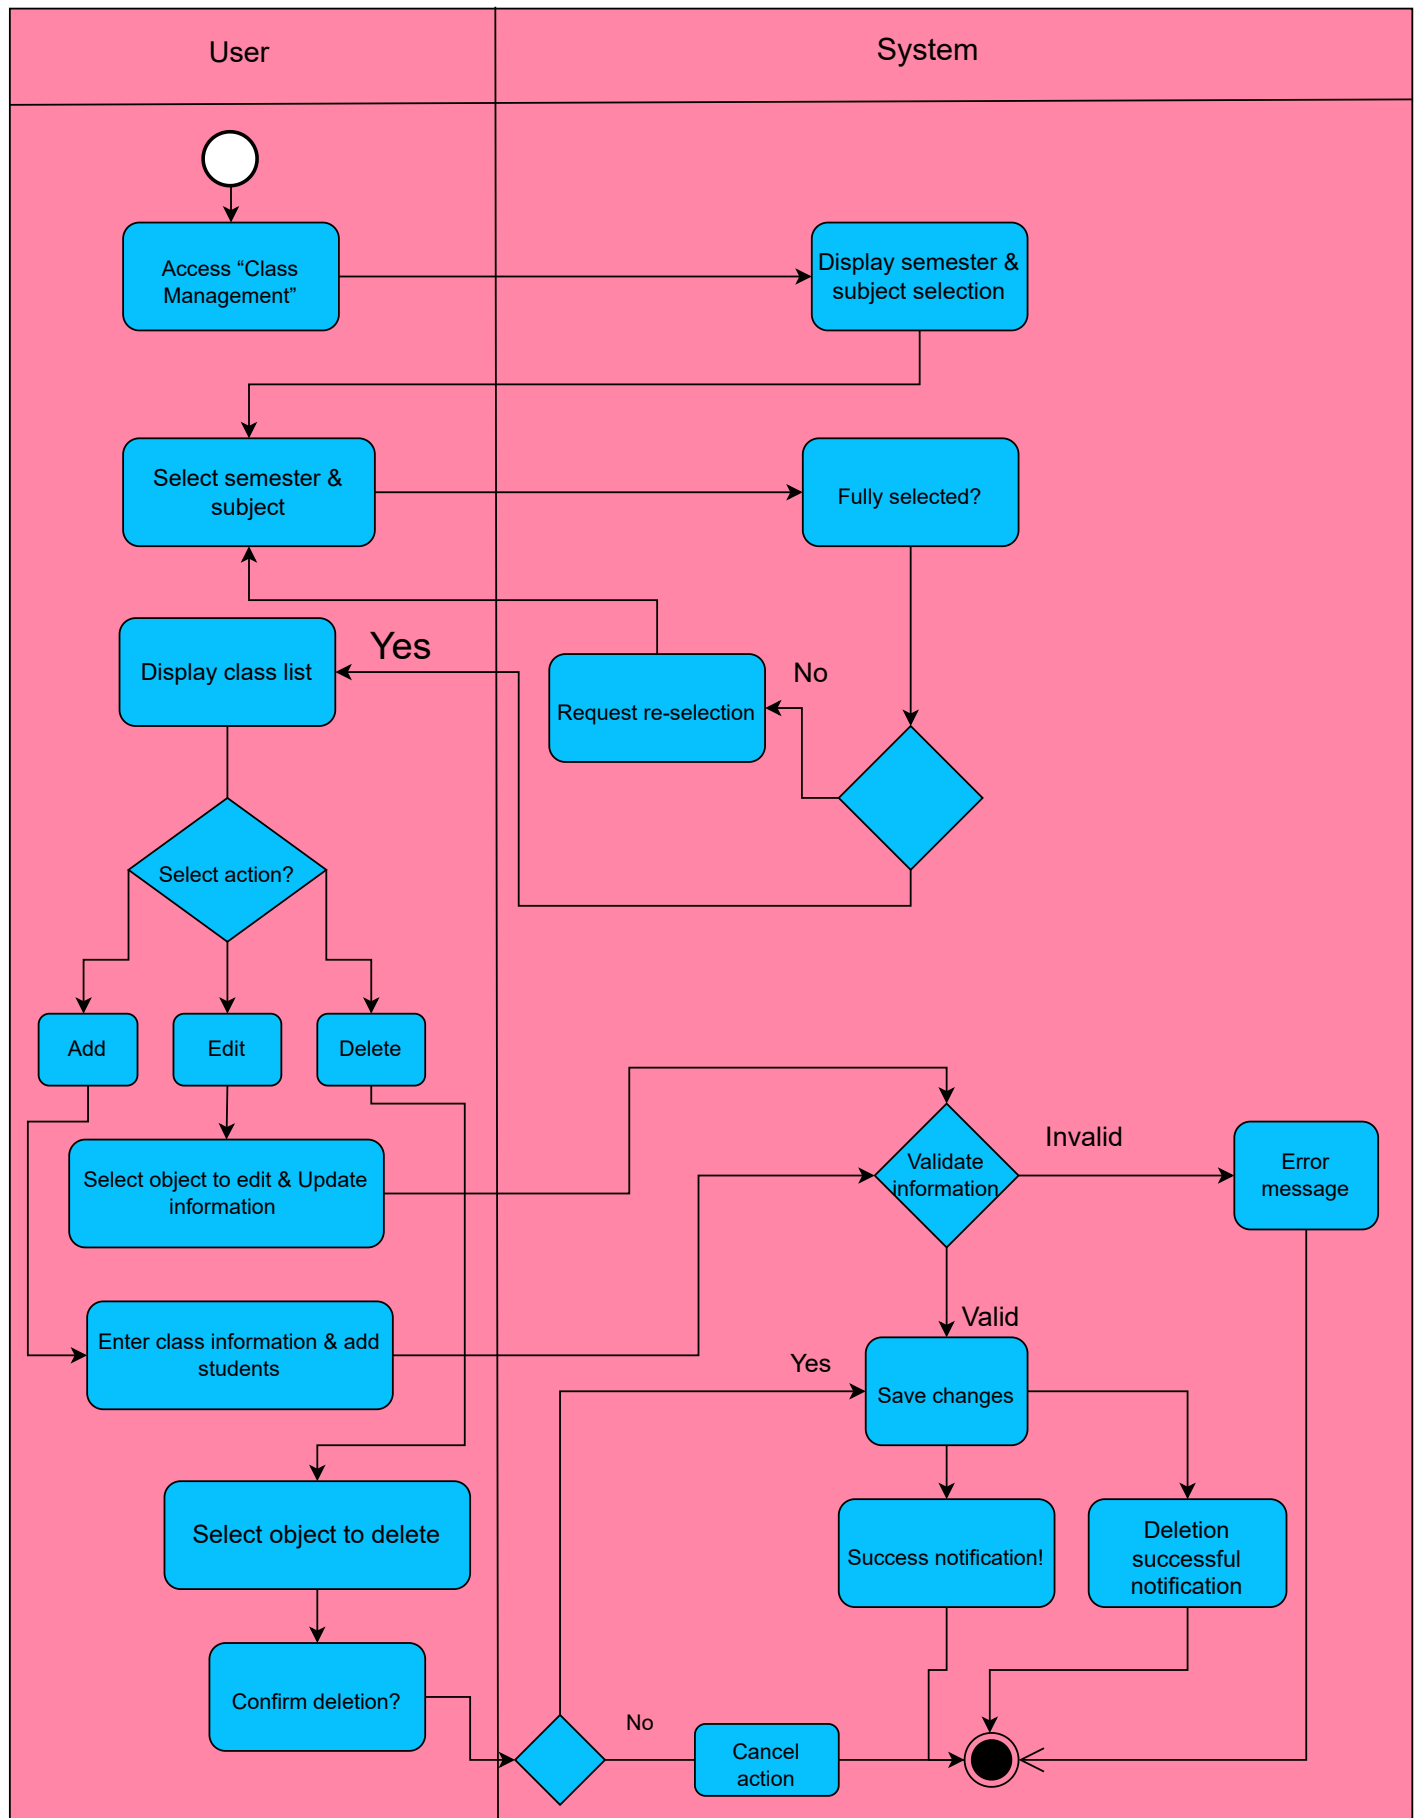 User
System
Access “Class
Management”
Display semester &
subject selection
Select semester &
subject
Fully selected?
Display class list
Yes
Request re-selection
No
Select action?
Add
Edit
Delete
Select object to edit & Update
information
Validate
information
Invalid
Error
message
Enter class information & add
students
Valid
Yes
Save changes
Select object to delete
Success notification!
Deletion
successful
notification
Confirm deletion?
No
Cancel
action